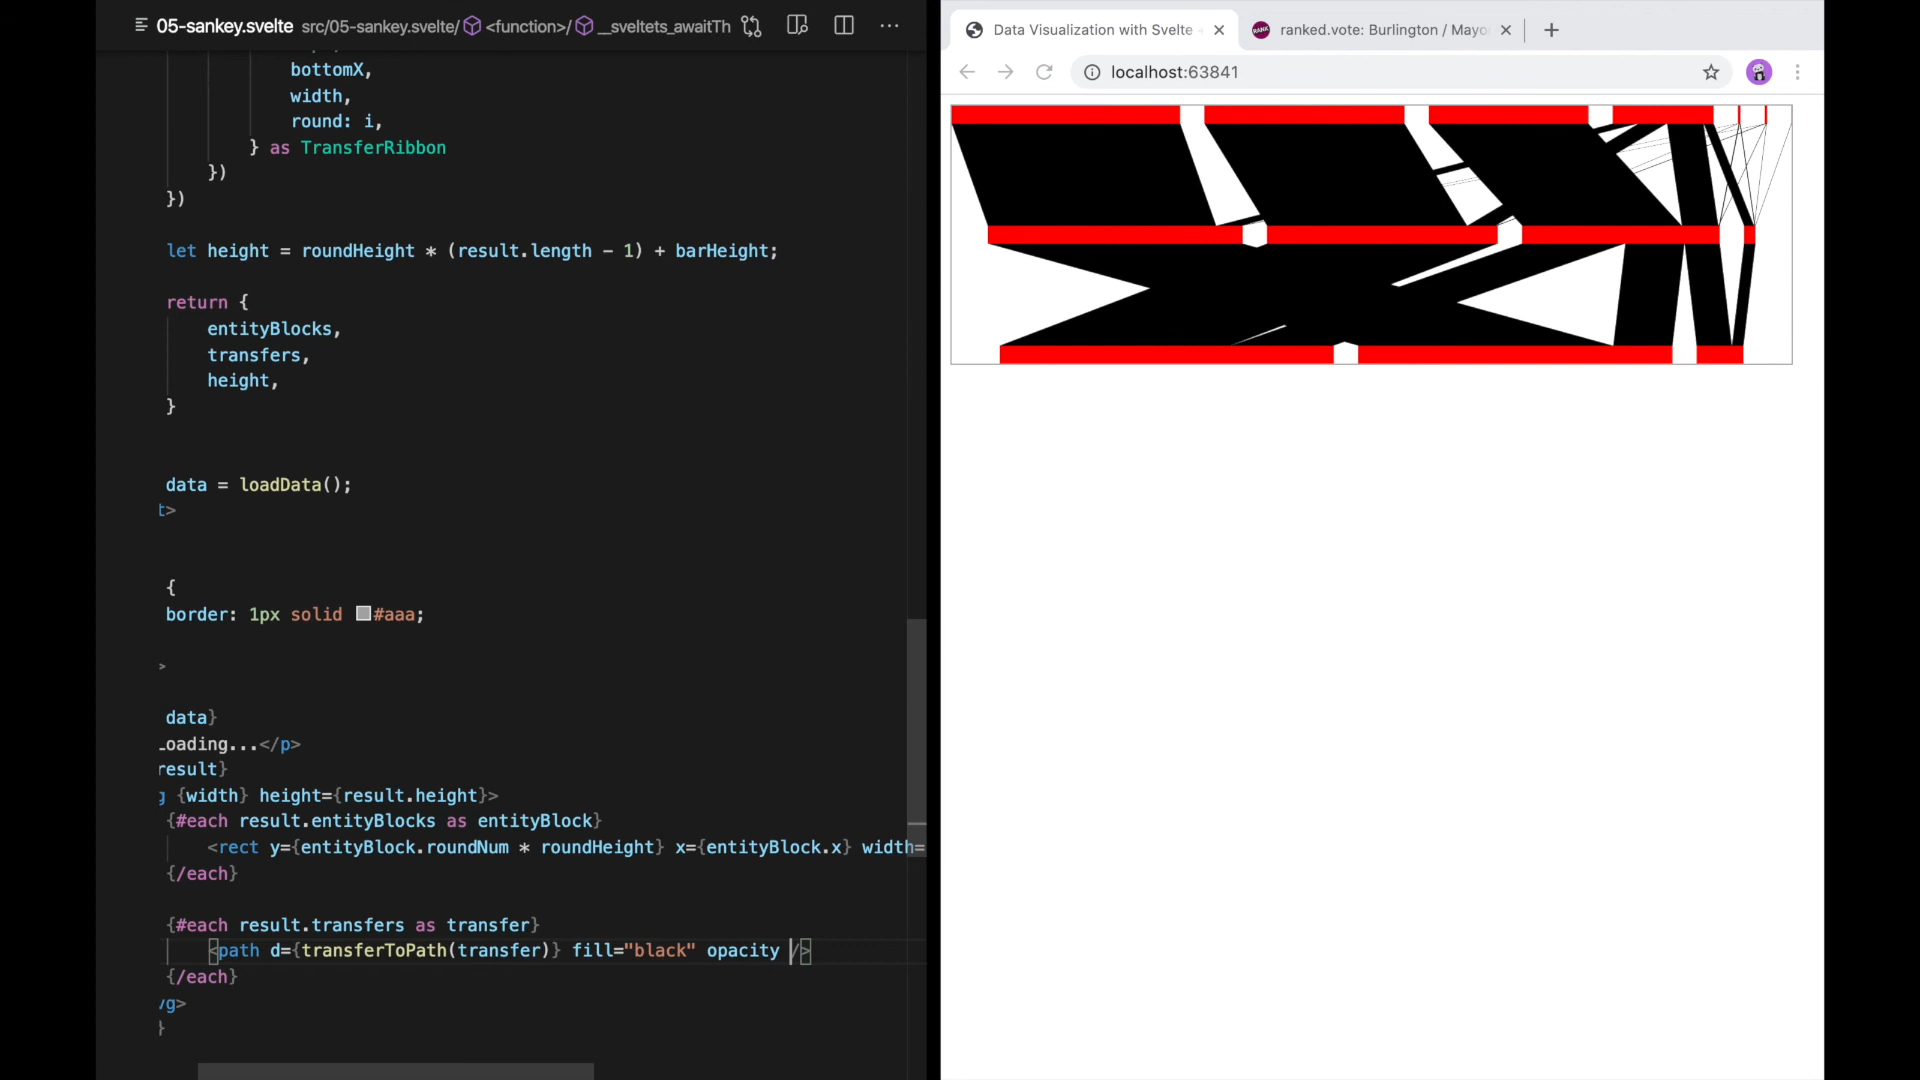 05-sankey.svelte src/05-sankey.svelte/ <function>/ __sveltets_awaitTh
bottomX,
width,
round: i,
} as TransferRibbon
})
})
let height = roundHeight * (result.length - 1) + barHeight;
return {
entityBlocks,
transfers,
height,
}
data = loadData();
t>
{
border: 1px solid #aaa;
>
data}
oading...</p>
result}
g {width} height={result.height}>
{#each result.entityBlocks as entityBlock}
<rect y={entityBlock.roundNum * roundHeight} x={entityBlock.x} width=
{/each}
{#each result.transfers as transfer}
<path d={transferToPath(transfer)} fill="black" opacity />
{/each}
vg>
}
Data Visualization with Svelte
ranked.vote: Burlington / Mayo
RANK
localhost:63841